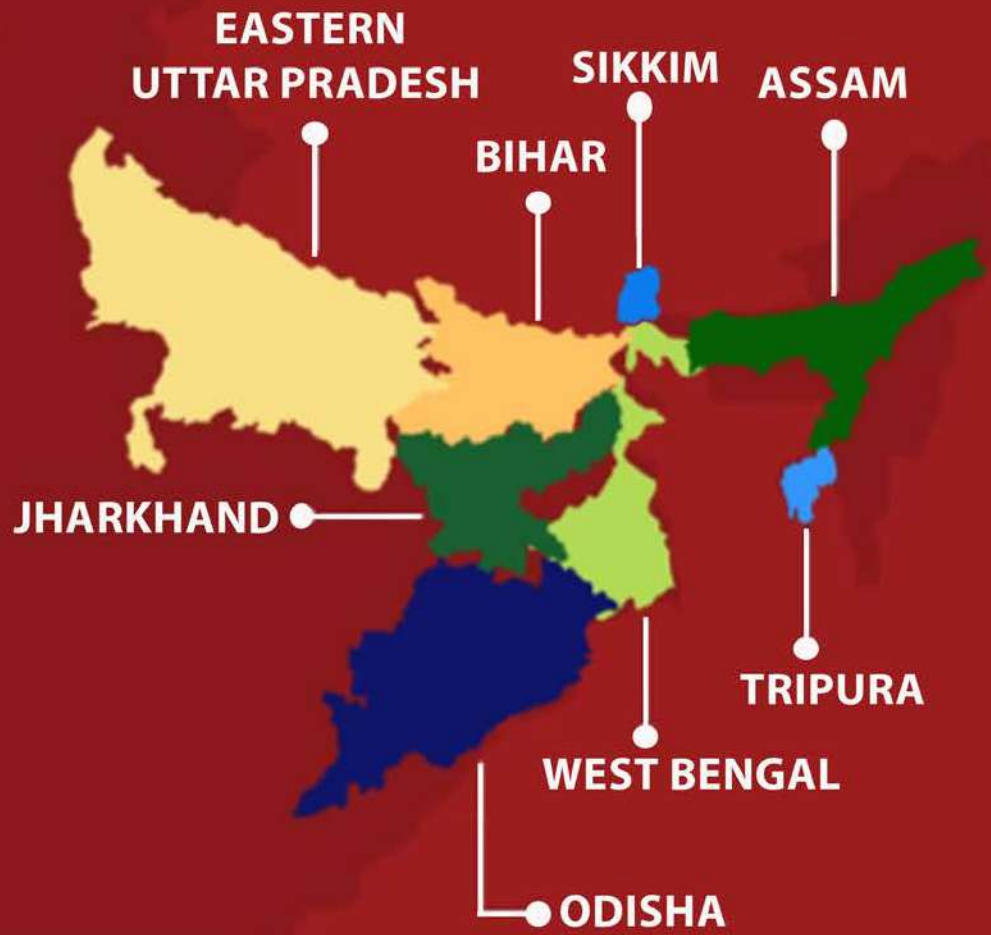 EASTERN
UTTAR PRADESH
SIKKIM
ASSAM
BIHAR
JHARKHAND
TRIPURA
WEST BENGAL
ODISHA